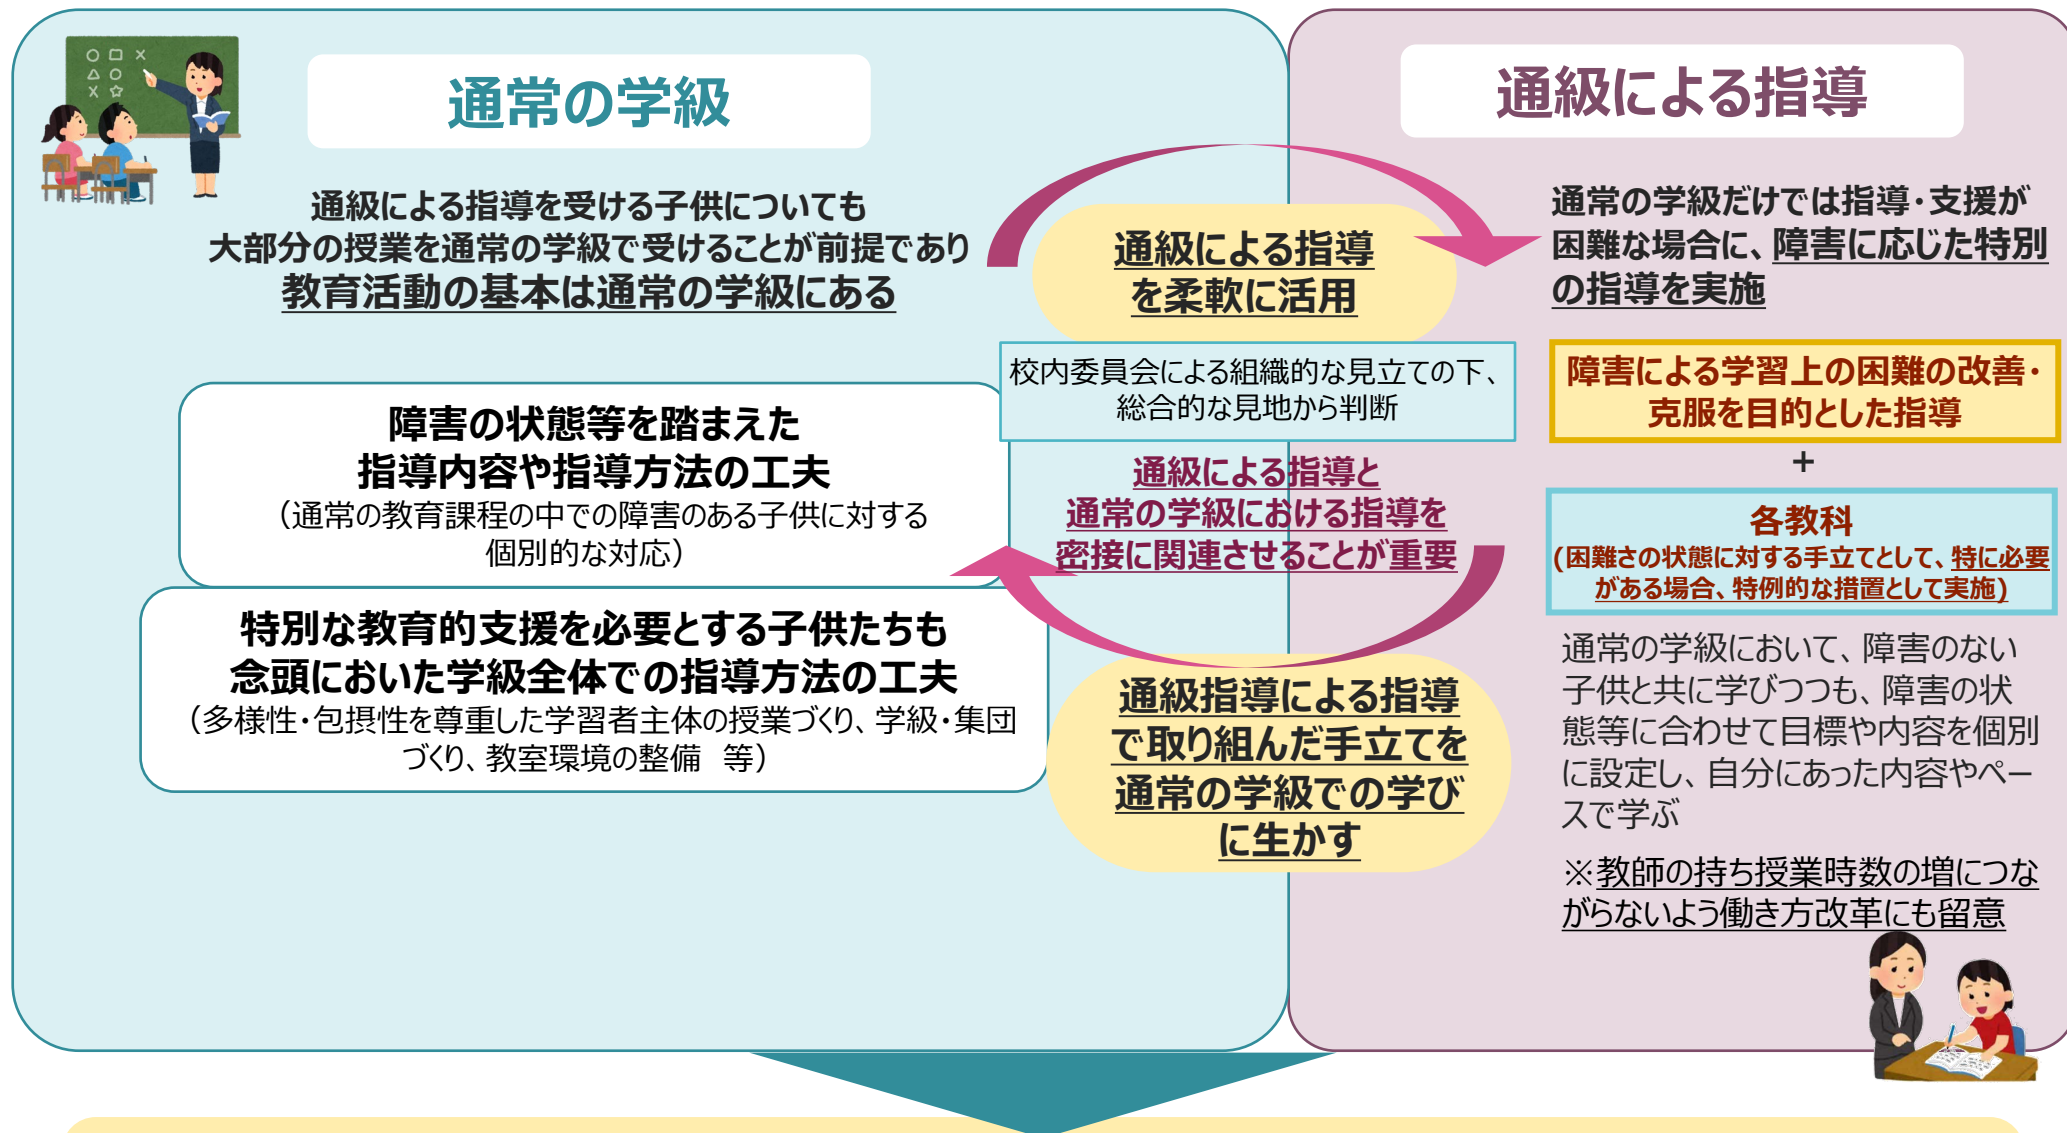 通常の学級
通級による指導を受ける子供についても
大部分の授業を通常の学級で受けることが前提であり
教育活動の基本は通常の学級にある
障害の状態等を踏まえた
指導内容や指導方法の工夫
（通常の教育課程の中での障害のある子供に対する
個別的な対応）
特別な教育的支援を必要とする子供たちも
念頭においた学級全体での指導方法の工夫
（多様性・包摂性を尊重した学習者主体の授業づくり、学級・集団
づくり、教室環境の整備　等）
通級による指導
を柔軟に活用
校内委員会による組織的な見立ての下、
総合的な見地から判断
通級による指導と
通常の学級における指導を
密接に関連させることが重要
通級指導による指導
で取り組んだ手立てを
通常の学級での学び
に生かす
通級による指導
通常の学級だけでは指導・支援が
困難な場合に、障害に応じた特別
の指導を実施
障害による学習上の困難の改善・
克服を目的とした指導
+
各教科
(困難さの状態に対する手立てとして、特に必要
がある場合、特例的な措置として実施)
通常の学級において、障害のない
子供と共に学びつつも、障害の状
態等に合わせて目標や内容を個別
に設定し、自分にあった内容やペー
スで学ぶ
※教師の持ち授業時数の増につな
がらないよう働き方改革にも留意